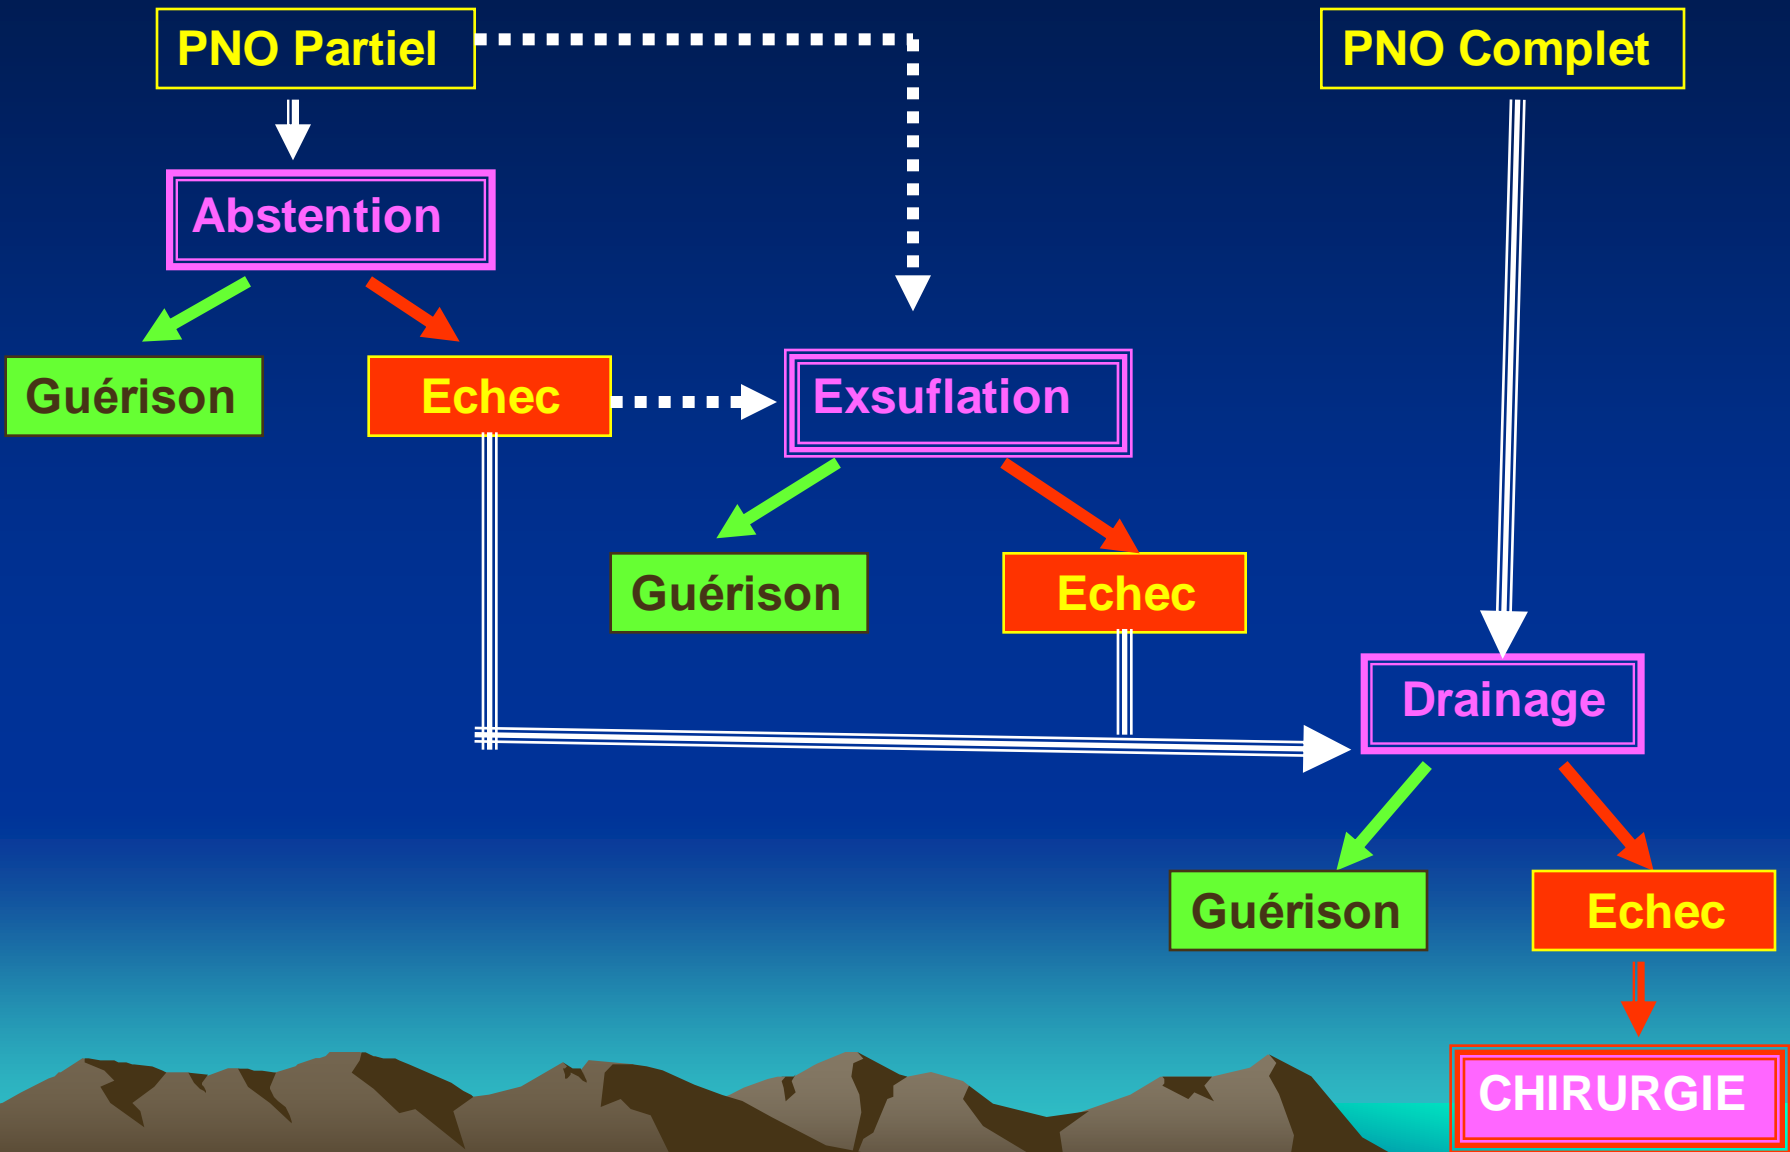 PNO Partiel
PNO Complet
Abstention
Guérison
Echec
Exsuflation
Guérison
Echec
Drainage
Guérison
Echec
CHIRURGIE